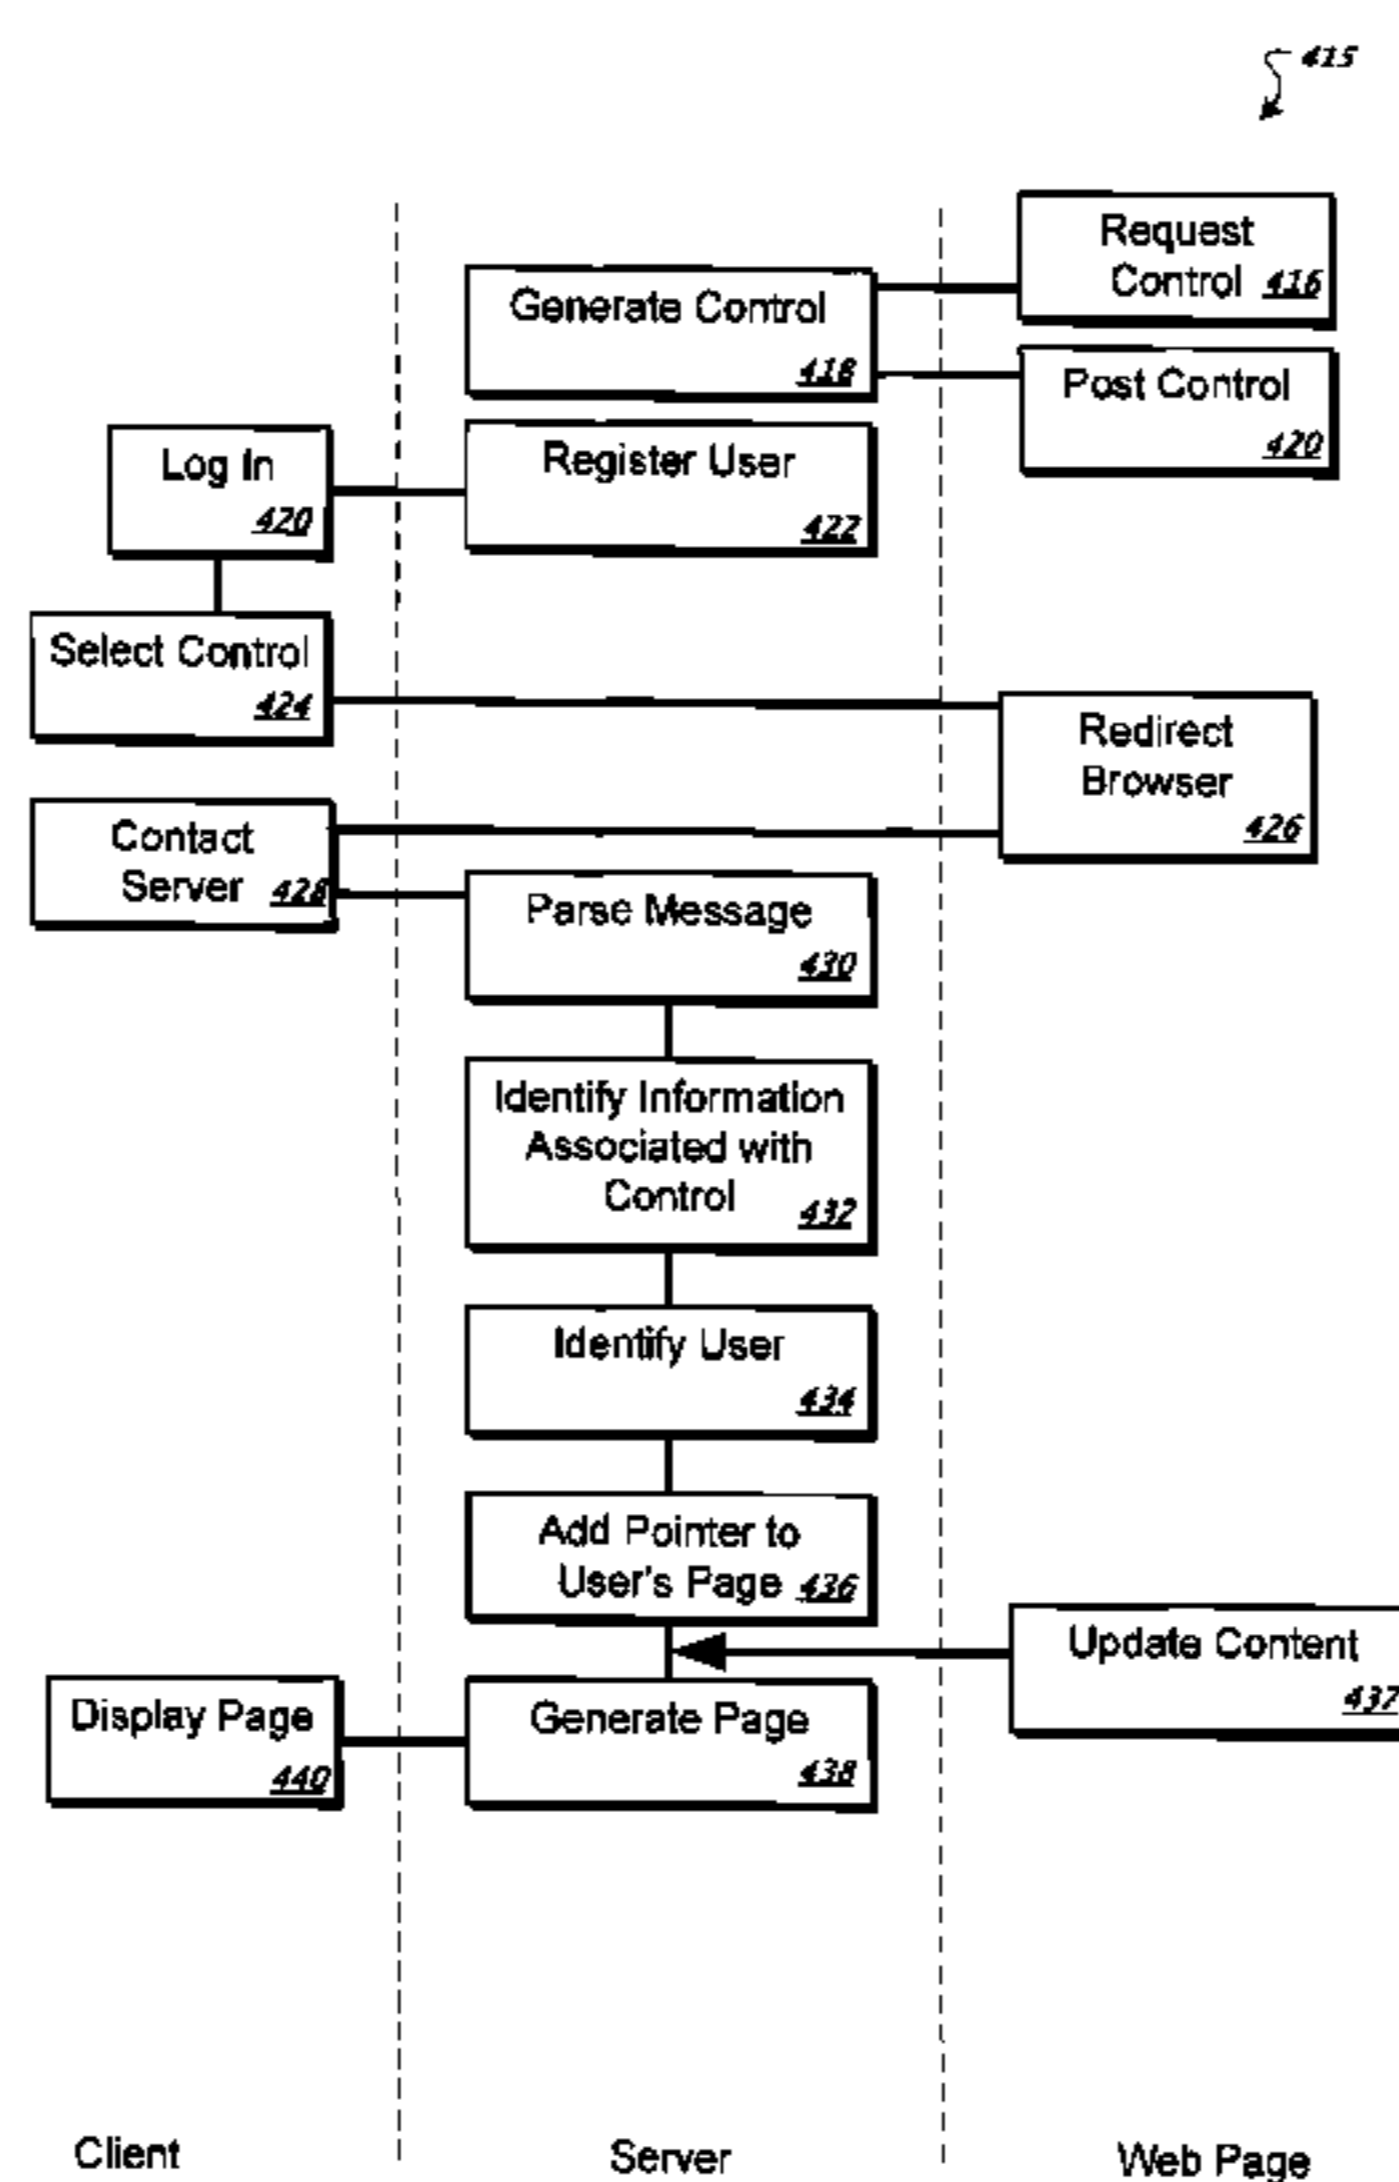 415
Request
Control 416
Generate Control
418
Post Control
420
Log In
420
Register User
422
Select Control
424
Redirect
Browser
426
Contact
Server 428
Parse Message
430
Identify Information
Associated with
Control 432
Identify User
434
Add Pointer to
User's Page 436
Update Content
437
Display Page
440
Generate Page
438
Client
Server
Web Page